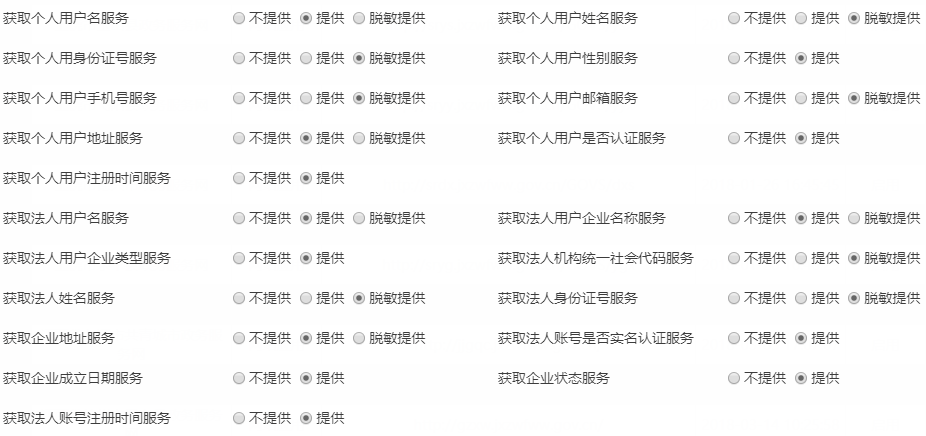 获取个人用户名服务 不提供 提供 脱敏提供 获取个人用户姓名服务 不提供 提供 脱敏提供
获取个人用身份证号服务 不提供 提供 脱敏提供 获取个人用户性别服务 不提供 提供
获取个人用户手机号服务 不提供 提供 脱敏提供 获取个人用户邮箱服务 不提供 提供 脱敏提供
获取个人用户地址服务 不提供 提供 脱敏提供 获取个人用户是否认证服务 不提供 提供
获取个人用户注册时间服务 不提供 提供
获取法人用户名服务 不提供 提供 脱敏提供 获取法人用户企业名称服务 不提供 提供 脱敏提供
获取法人用户企业类型服务 不提供 提供 获取法人机构统一社会代码服务 不提供 提供 脱敏提供
获取法人姓名服务 不提供 提供 脱敏提供 获取法人身份证号服务 不提供 提供 脱敏提供
获取企业地址服务 不提供 提供 脱敏提供 获取法人账号是否实名认证服务 不提供 提供
获取企业成立日期服务 不提供 提供 获取企业状态服务 不提供 提供
获取法人账号注册时间服务 不提供 提供